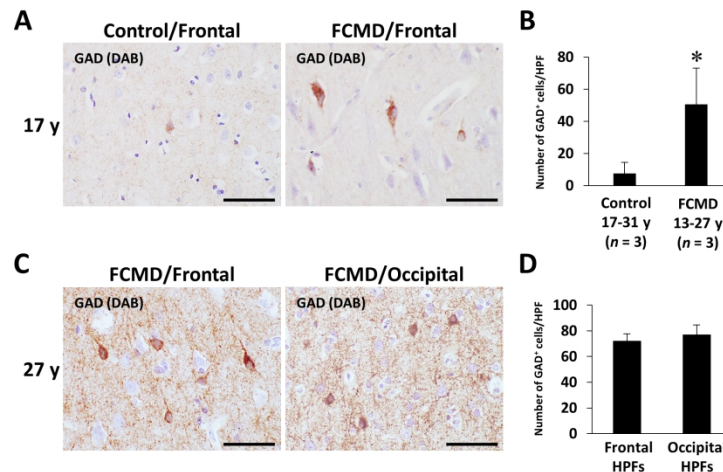 A
Control/Frontal
FCMD/Frontal
GAD (DAB)
GAD (DAB)
17 y
B
Number of GAD⁺ cells/HPF
80
60
40
20
0
*
Control
17-31 y
(n = 3)
FCMD
13-27 y
(n = 3)
C
FCMD/Frontal
FCMD/Occipital
GAD (DAB)
GAD (DAB)
27 y
D
Number of GAD⁺ cells/HPF
100
80
60
40
20
0
Frontal
HPFs
Occipita
HPFs